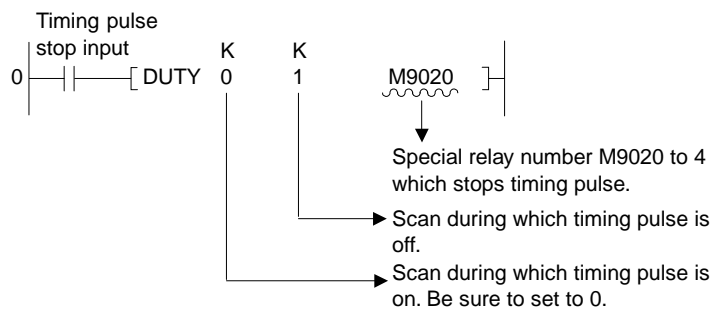 Timing pulse
stop input
K K
0 DUTY 0 1 M9020
Special relay number M9020 to 4
which stops timing pulse.
Scan during which timing pulse is
off.
Scan during which timing pulse is
on. Be sure to set to 0.